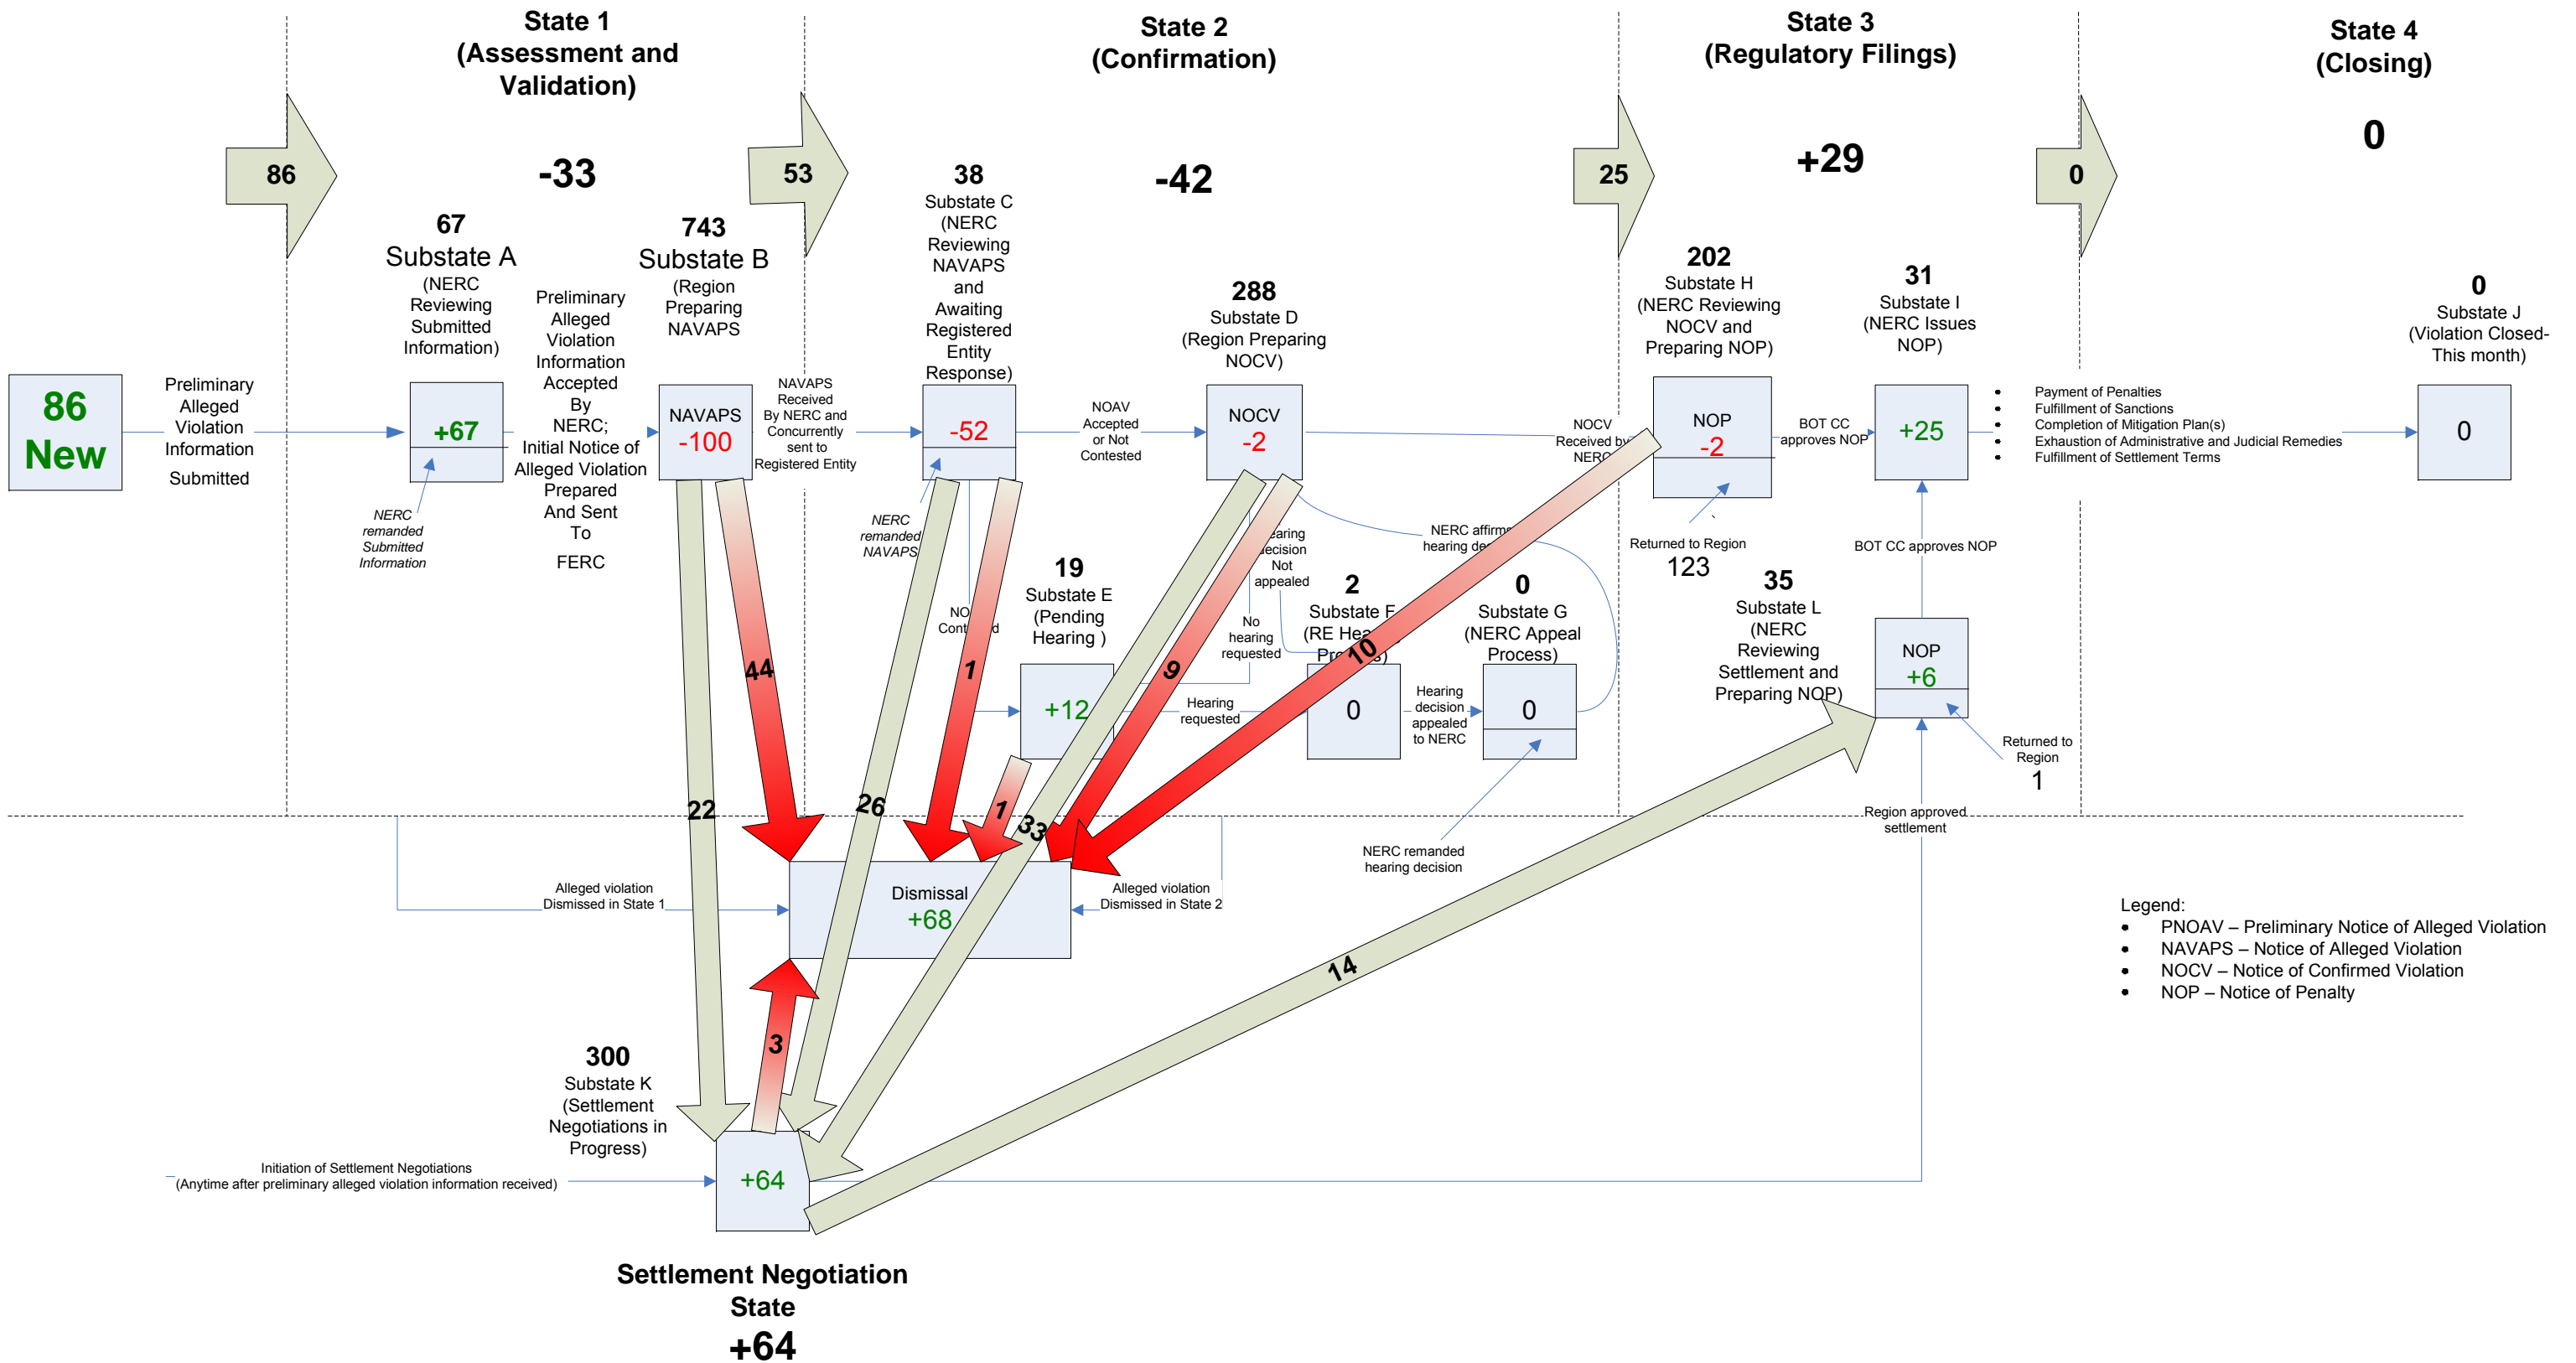 State 1
(Assessment and
Validation)
State 2
(Confirmation)
State 3
(Regulatory Filings)
State 4
(Closing)
86
-33
53
-42
25
+29
0
0
67
Substate A
(NERC
Reviewing
Submitted
Information)
Preliminary
Alleged
Violation
Information
Accepted
By
NERC;
Initial Notice of
Alleged Violation
Prepared
And Sent
To
FERC
743
Substate B
(Region
Preparing
NAVAPS
38
Substate C
(NERC
Reviewing
NAVAPS
and
Awaiting
Registered
Entity
Response)
288
Substate D
(Region Preparing
NOCV)
202
Substate H
(NERC Reviewing
NOCV and
Preparing NOP)
31
Substate I
(NERC Issues
NOP)
0
Substate J
(Violation Closed-
This month)
86
New
Preliminary
Alleged
Violation
Information
Submitted
+67
NERC
remanded
Submitted
Information
NAVAPS
-100
NAVAPS
Received
By NERC and
Concurrently
sent to
Registered Entity
-52
NERC
remanded
NAVAPS
NOAV
Accepted
or Not
Contested
NOCV
-2
NOCV
Received by
NERC
NOP
-2
Returned to Region
123
BOT CC
approves NOP
+25
• Payment of Penalties
• Fulfillment of Sanctions
• Completion of Mitigation Plan(s)
• Exhaustion of Administrative and Judicial Remedies
• Fulfillment of Settlement Terms
0
BOT CC approves NOP
NERC affirms
hearing
decision
Not
appealed
No
hearing
requested
19
Substate E
(Pending
Hearing )
+12
Hearing
requested
2
Substate F
(RE
0
Hearing
decision
appealed
to NERC
0
Substate G
(NERC Appeal
Process)
0
NERC remanded
hearing decision
35
Substate L
(NERC
Reviewing
Settlement and
Preparing NOP)
NOP
+6
Returned to
Region
1
Region approved
settlement
22
44
26
1
1
33
9
10
14
3
Alleged violation
Dismissed in State 1
Dismissal
+68
Alleged violation
Dismissed in State 2
Legend:
• PNOAV – Preliminary Notice of Alleged Violation
• NAVAPS – Notice of Alleged Violation
• NOCV – Notice of Confirmed Violation
• NOP – Notice of Penalty
300
Substate K
(Settlement
Negotiations in
Progress)
Initiation of Settlement Negotiations
(Anytime after preliminary alleged violation information received)
+64
Settlement Negotiation
State
+64